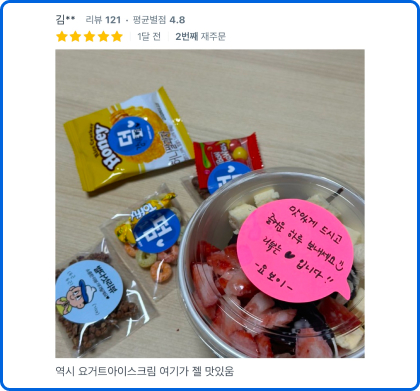 김** 리뷰 121 · 평균별점 4.8
★★★★★ 1달 전 2번째 재주문
Honey
맛있게 드시고
즐거운 하루 보내세요
리뷰는 ♥ 입니다
-요 보이-
역시 요거트아이스크림 여기가 젤 맛있움